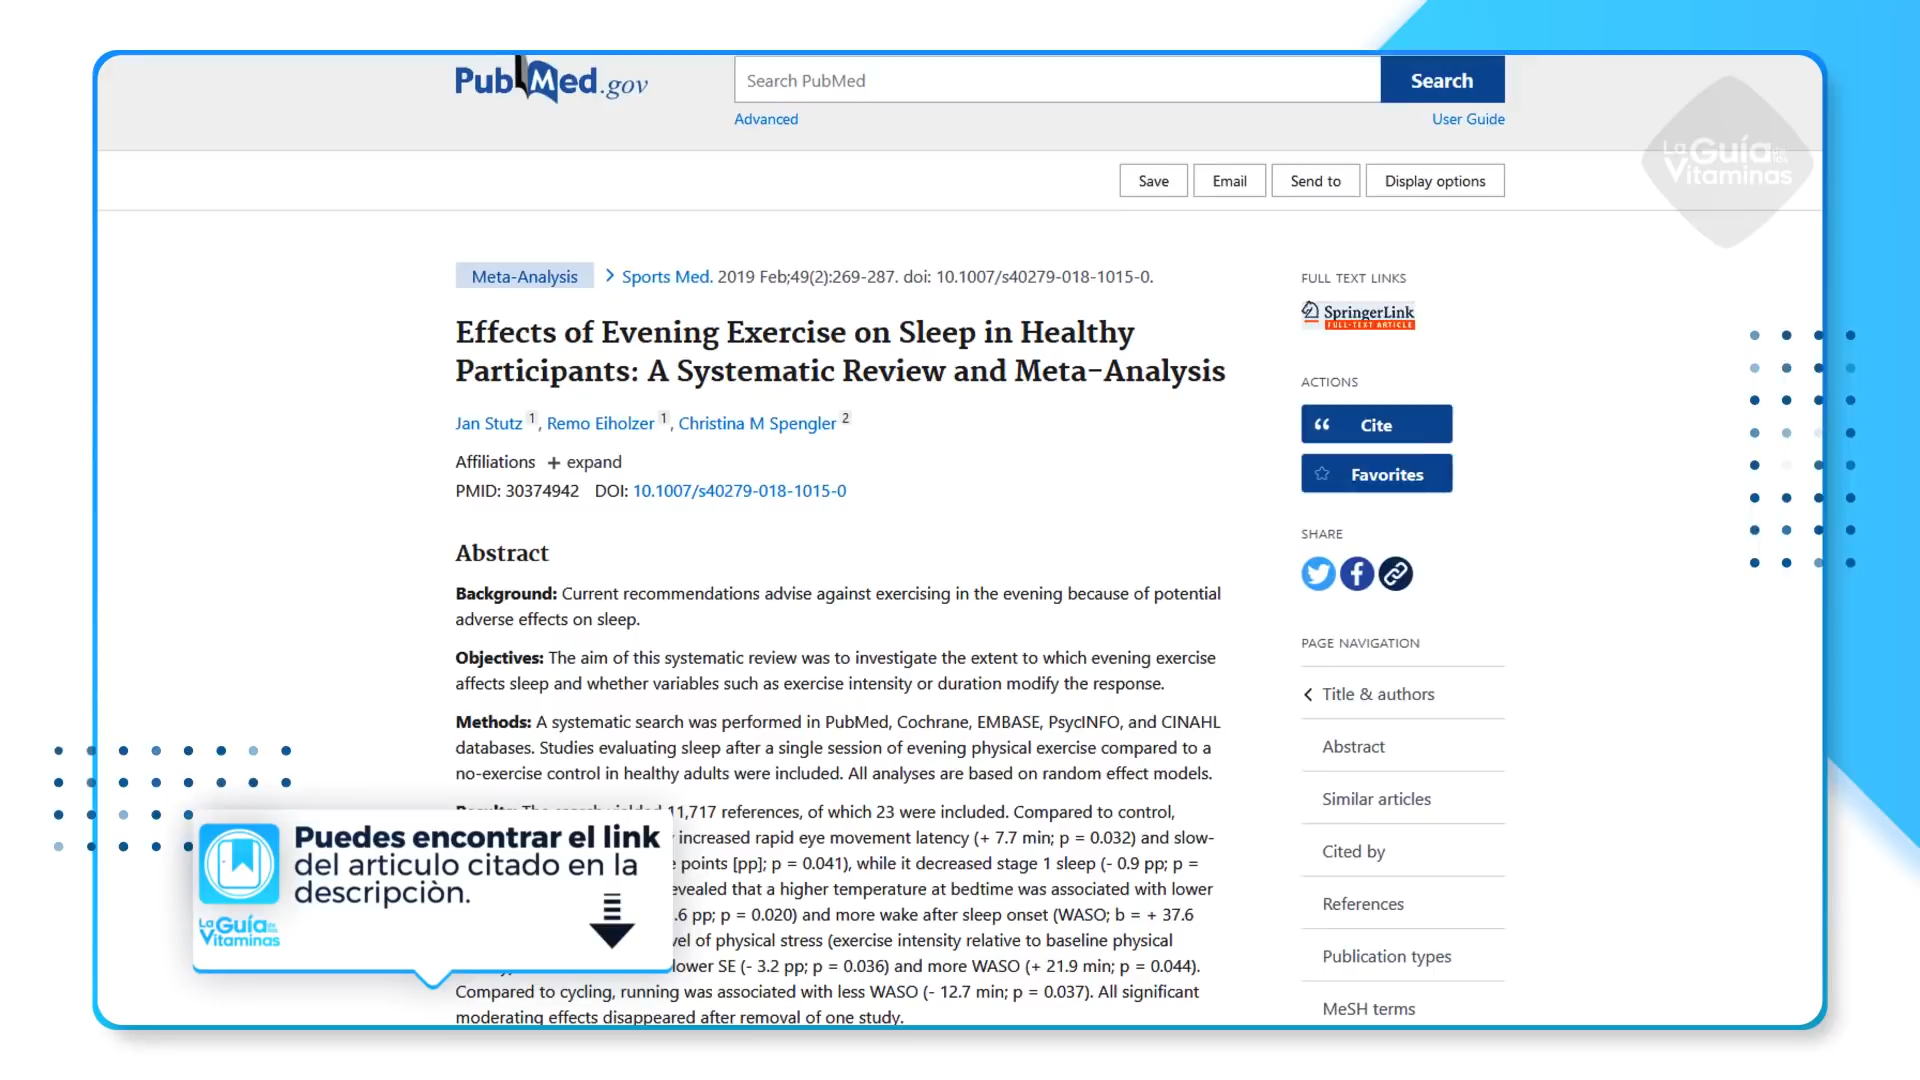 PubMed.gov
Search PubMed
Search
Advanced
User Guide
La Guía de las
Vitaminas
Save
Email
Send to
Display options
Meta-Analysis
Sports Med. 2019 Feb;49(2):269-287. doi: 10.1007/s40279-018-1015-0.
Effects of Evening Exercise on Sleep in Healthy
Participants: A Systematic Review and Meta-Analysis
Jan Stutz 1, Remo Eiholzer 1, Christina M Spengler 2
Affiliations + expand
PMID: 30374942 DOI: 10.1007/s40279-018-1015-0
Abstract
Background: Current recommendations advise against exercising in the evening because of potential
adverse effects on sleep.
Objectives: The aim of this systematic review was to investigate the extent to which evening exercise
affects sleep and whether variables such as exercise intensity or duration modify the response.
Methods: A systematic search was performed in PubMed, Cochrane, EMBASE, PsycINFO, and CINAHL
databases. Studies evaluating sleep after a single session of evening physical exercise compared to a
no-exercise control in healthy adults were included. All analyses are based on random effect models.
11,717 references, of which 23 were included. Compared to control,
increased rapid eye movement latency (+ 7.7 min; p = 0.032) and slow-
points [pp]; p = 0.041), while it decreased stage 1 sleep (- 0.9 pp; p =
evealed that a higher temperature at bedtime was associated with lower
.6 pp; p = 0.020) and more wake after sleep onset (WASO; b = + 37.6
vel of physical stress (exercise intensity relative to baseline physical
lower SE (- 3.2 pp; p = 0.036) and more WASO (+ 21.9 min; p = 0.044).
Compared to cycling, running was associated with less WASO (- 12.7 min; p = 0.037). All significant
moderating effects disappeared after removal of one study.
Puedes encontrar el link
del articulo citado en la
descripciòn.
La Guía de las
Vitaminas
FULL TEXT LINKS
SpringerLink
FULL-TEXT ARTICLE
ACTIONS
Cite
Favorites
SHARE
PAGE NAVIGATION
Title & authors
Abstract
Similar articles
Cited by
References
Publication types
MeSH terms